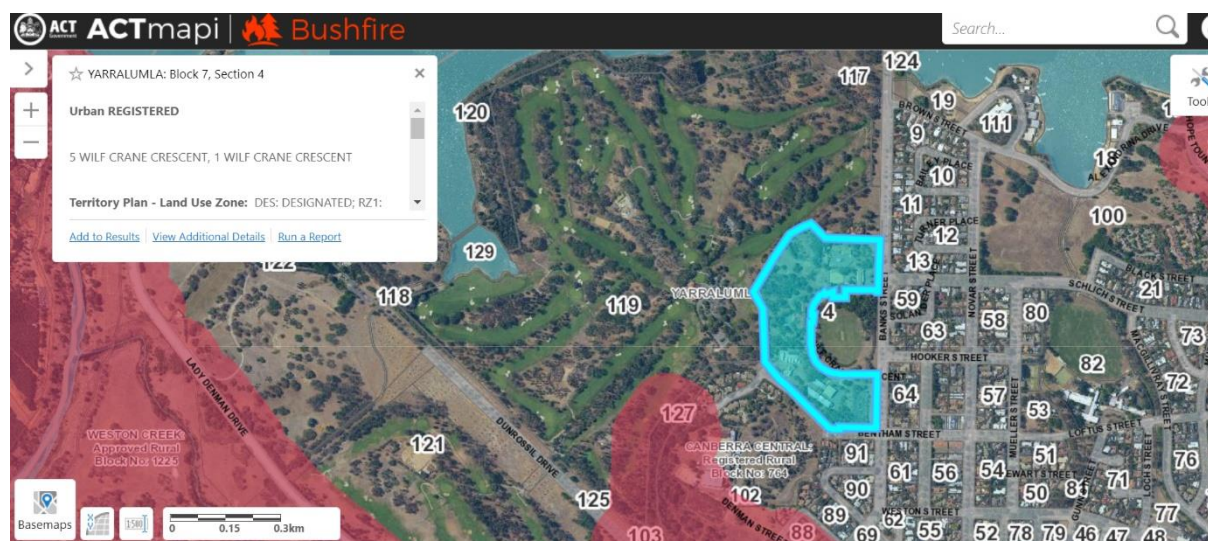 ACT Government ACTmapi | Bushfire
Search...
YARRALUMLA: Block 7, Section 4
Urban REGISTERED
5 WILF CRANE CRESCENT, 1 WILF CRANE CRESCENT
Territory Plan - Land Use Zone: DES: DESIGNATED; RZ1:
Add to Results
View Additional Details
Run a Report
Tool
124
117
120
19
111
BROWN STREET
9
BAILEY PLACE
10
18
ALEXANDRINA DRIVE
HOPETOUN
100
11
TURNER PLACE
12
129
122
13
BLACK STREET
118
119
YARRALUMLA
4
BANKS STREET
59
NOVAR STREET
58
80
SCHLICH STREET
21
63
73
HOOKER STREET
82
72
LADY DENMAN DRIVE
127
64
57
MUELLER STREET
53
WESTON CREEK:
Approved Rural
Block No: 1225
121
DUNROSSIL DRIVE
CANBERRA CENTRAL:
Registered Rural
Block No: 764
BENTHAM STREET
LOFTUS STREET
91
51
76
61
56
54
71
102
125
90
50
LOCH STREET
DENMAN STREET
89
62
WESTON STREET
77
103
88
69
55
52
78
79
46
47
48
Basemaps
0 0.15 0.3km